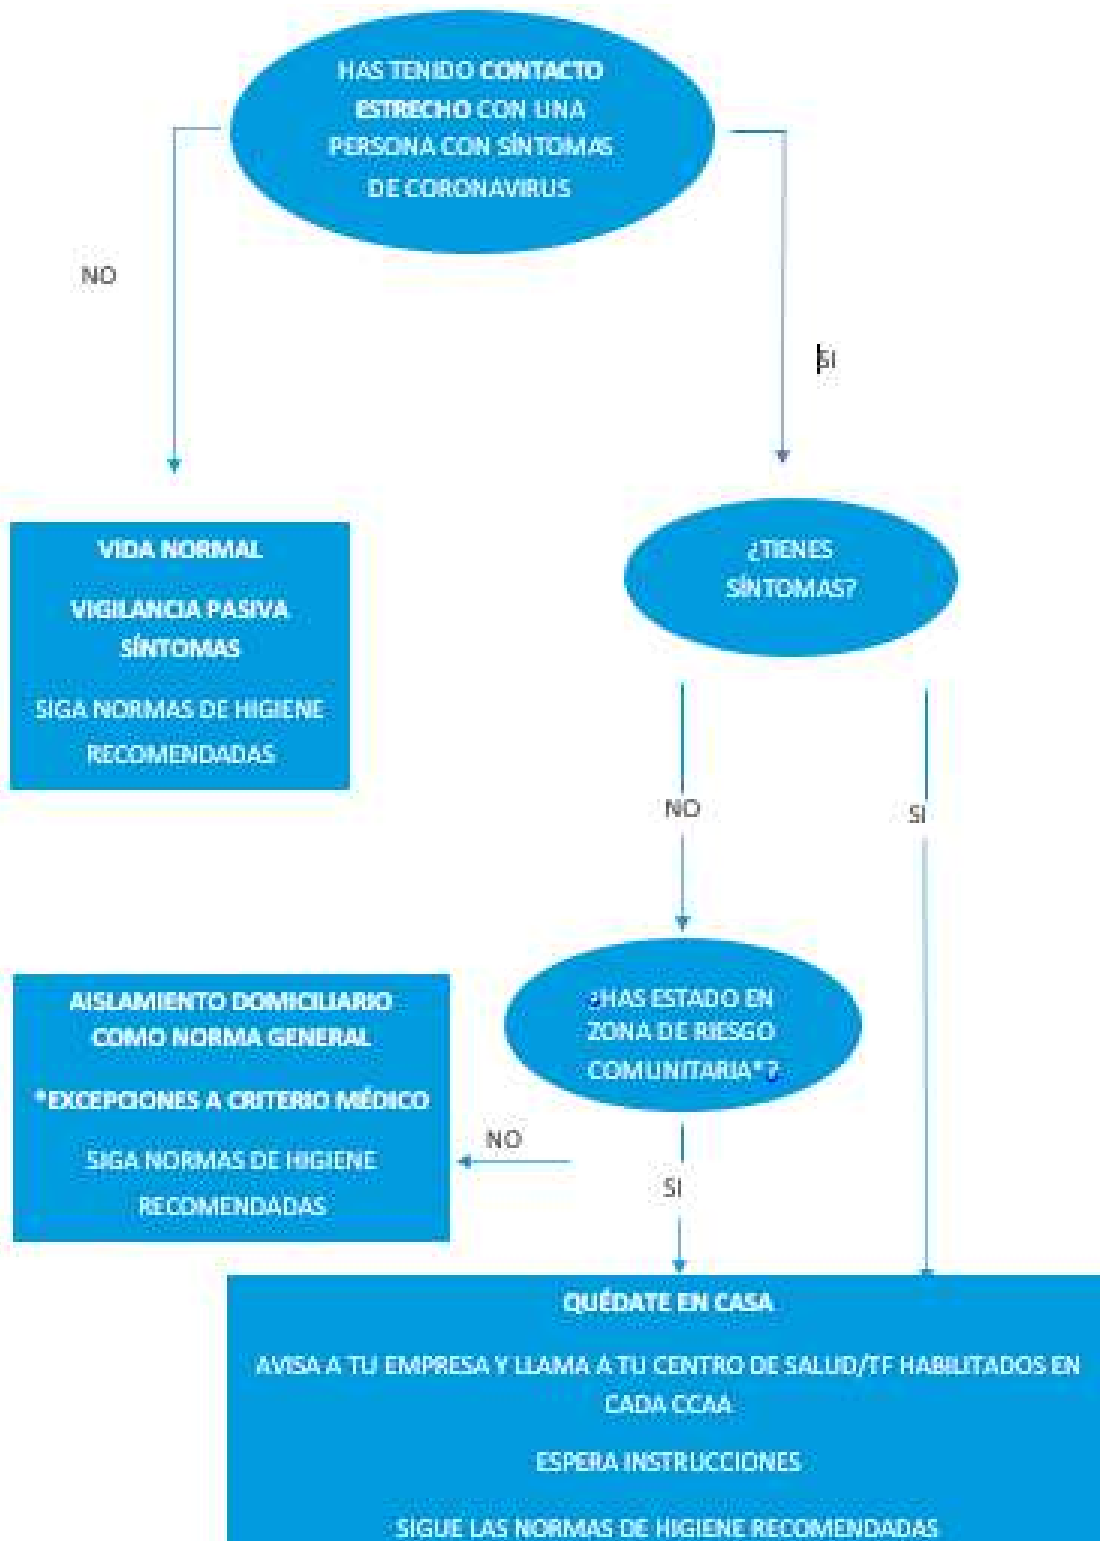 HAS TENIDO CONTACTO
ESTRECHO CON UNA
PERSONA CON SÍNTOMAS
DE CORONAVIRUS
NO
SI
VIDA NORMAL
VIGILANCIA PASIVA
SÍNTOMAS
SIGA NORMAS DE HIGIENE
RECOMENDADAS
¿TIENES
SÍNTOMAS?
NO
SI
¿HAS ESTADO EN
ZONA DE RIESGO
COMUNITARIA*?
AISLAMIENTO DOMICILIARIO
COMO NORMA GENERAL
*EXCEPCIONES A CRITERIO MÉDICO
SIGA NORMAS DE HIGIENE
RECOMENDADAS
NO
SI
QUÉDATE EN CASA
AVISA A TU EMPRESA Y LLAMA A TU CENTRO DE SALUD/TF HABILITADOS EN
CADA CCAA
ESPERA INSTRUCCIONES
SIGUE LAS NORMAS DE HIGIENE RECOMENDADAS